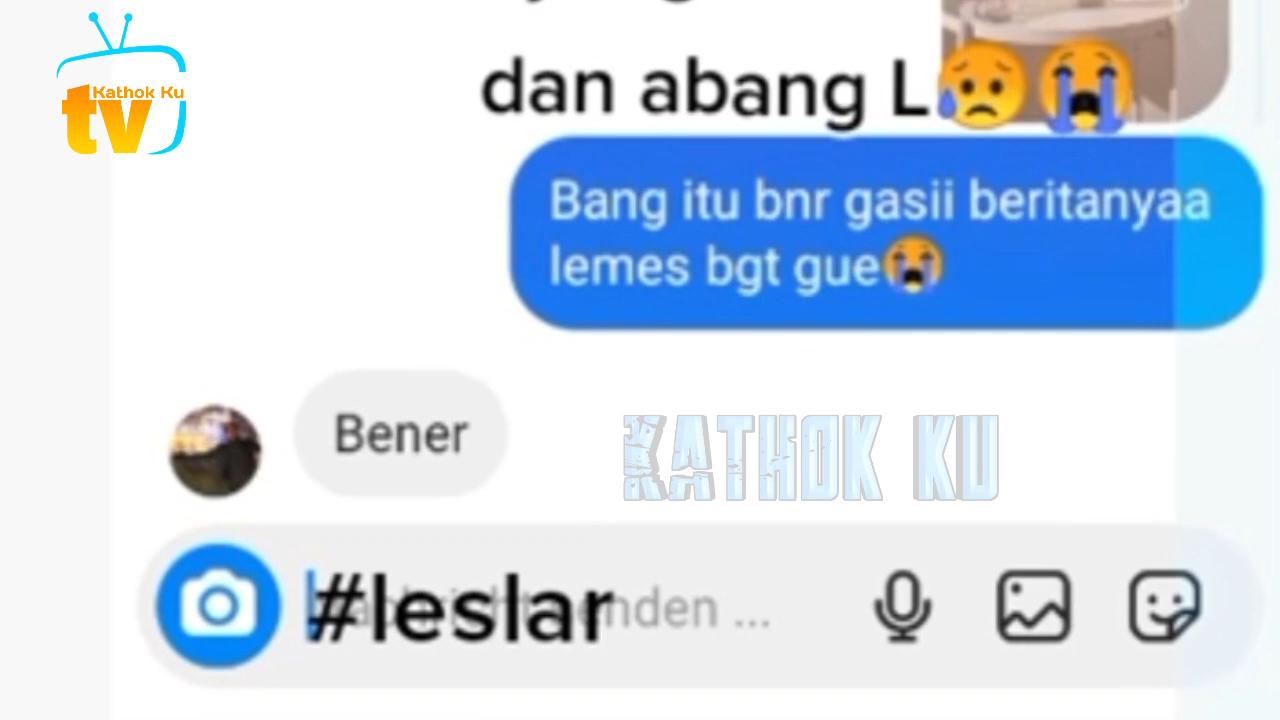 Kathok Ku
tv
dan abang L.😥😭
Bang itu bnr gasii beritanyaa
lemes bgt gue😭
Bener
KATHOK KU
#leslar